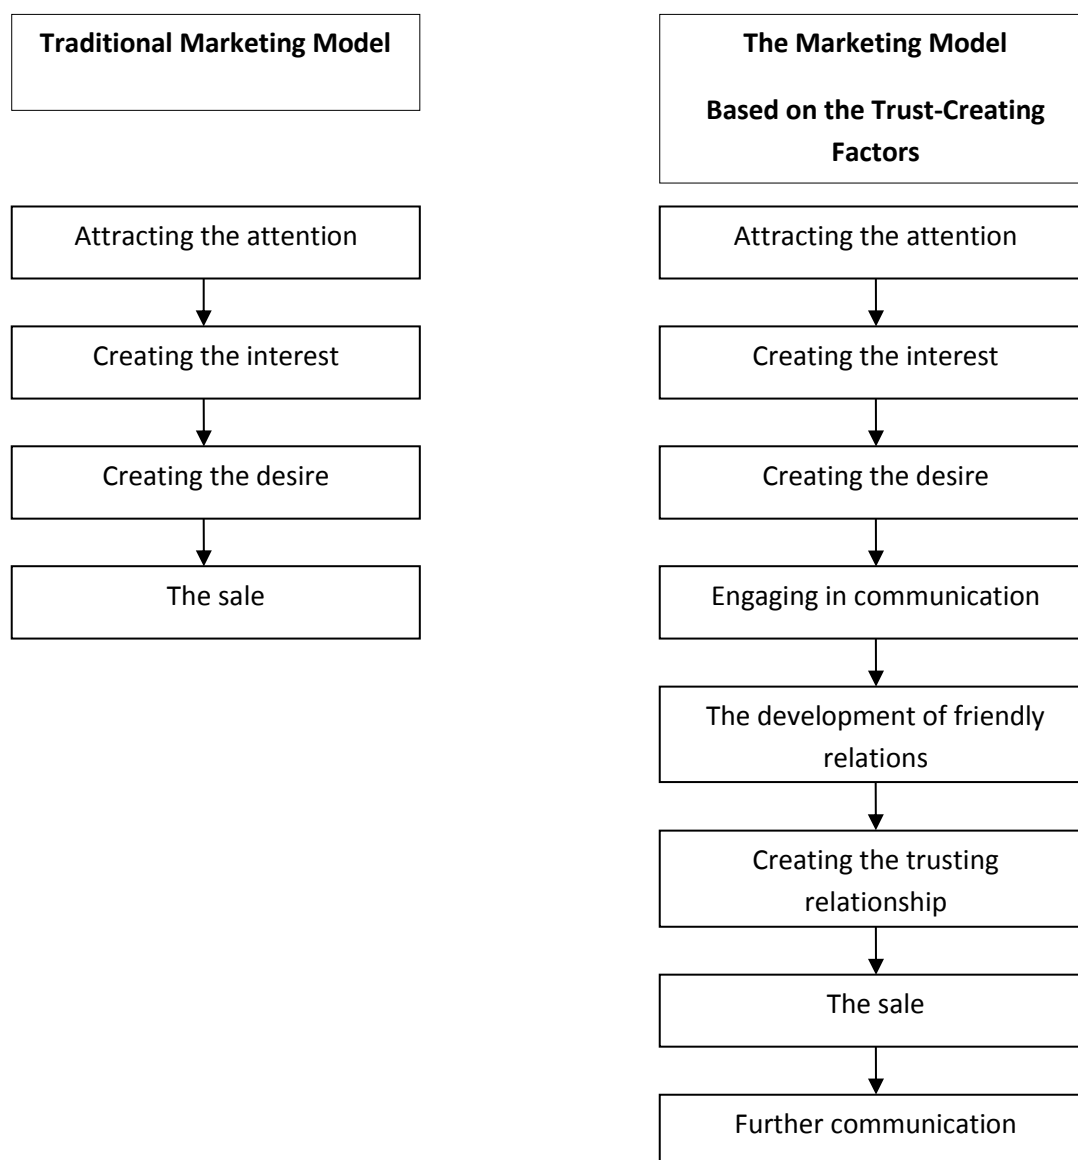 Traditional Marketing Model
Attracting the attention
Creating the interest
Creating the desire
The sale
The Marketing Model
Based on the Trust-Creating
Factors
Attracting the attention
Creating the interest
Creating the desire
Engaging in communication
The development of friendly
relations
Creating the trusting
relationship
The sale
Further communication